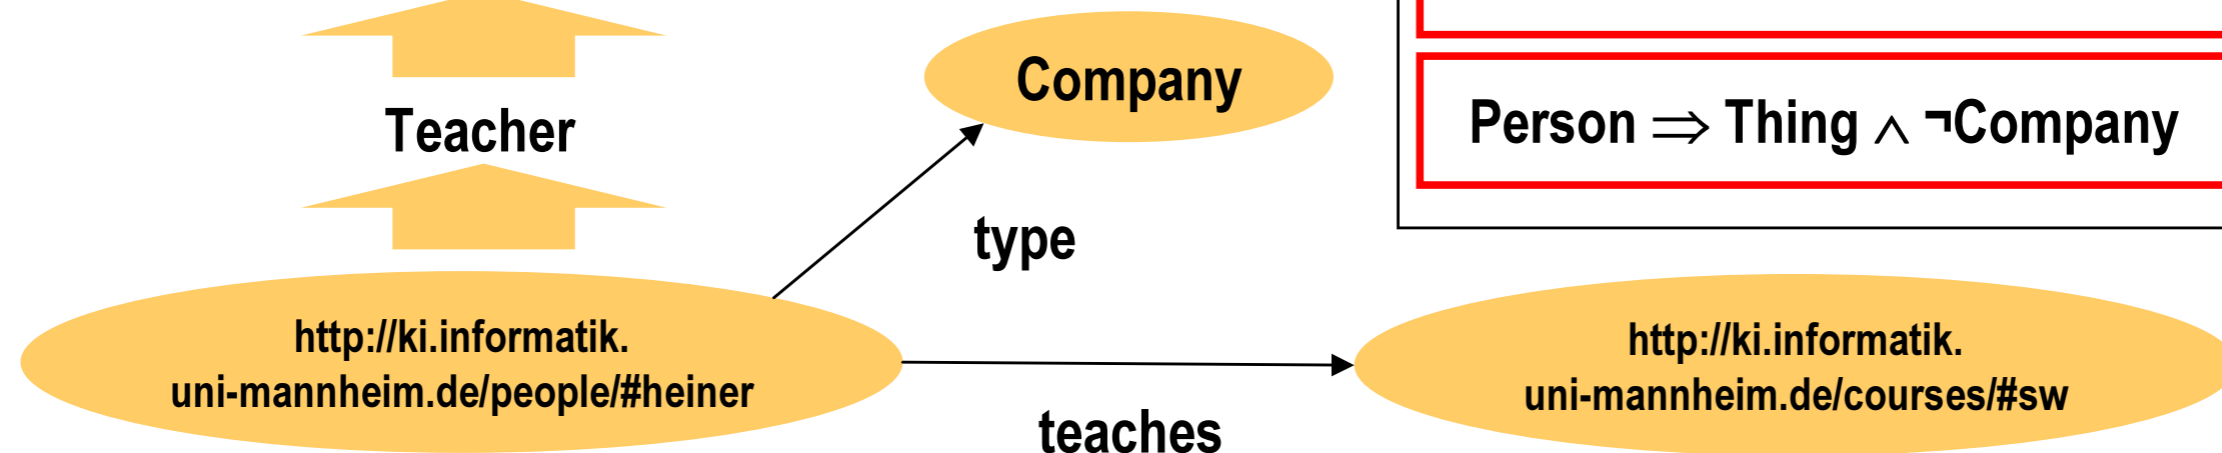 Company
Person ⇒ Thing ∧ ¬Company
Teacher
type
http://ki.informatik.
uni-mannheim.de/people/#heiner
http://ki.informatik.
uni-mannheim.de/courses/#sw
teaches